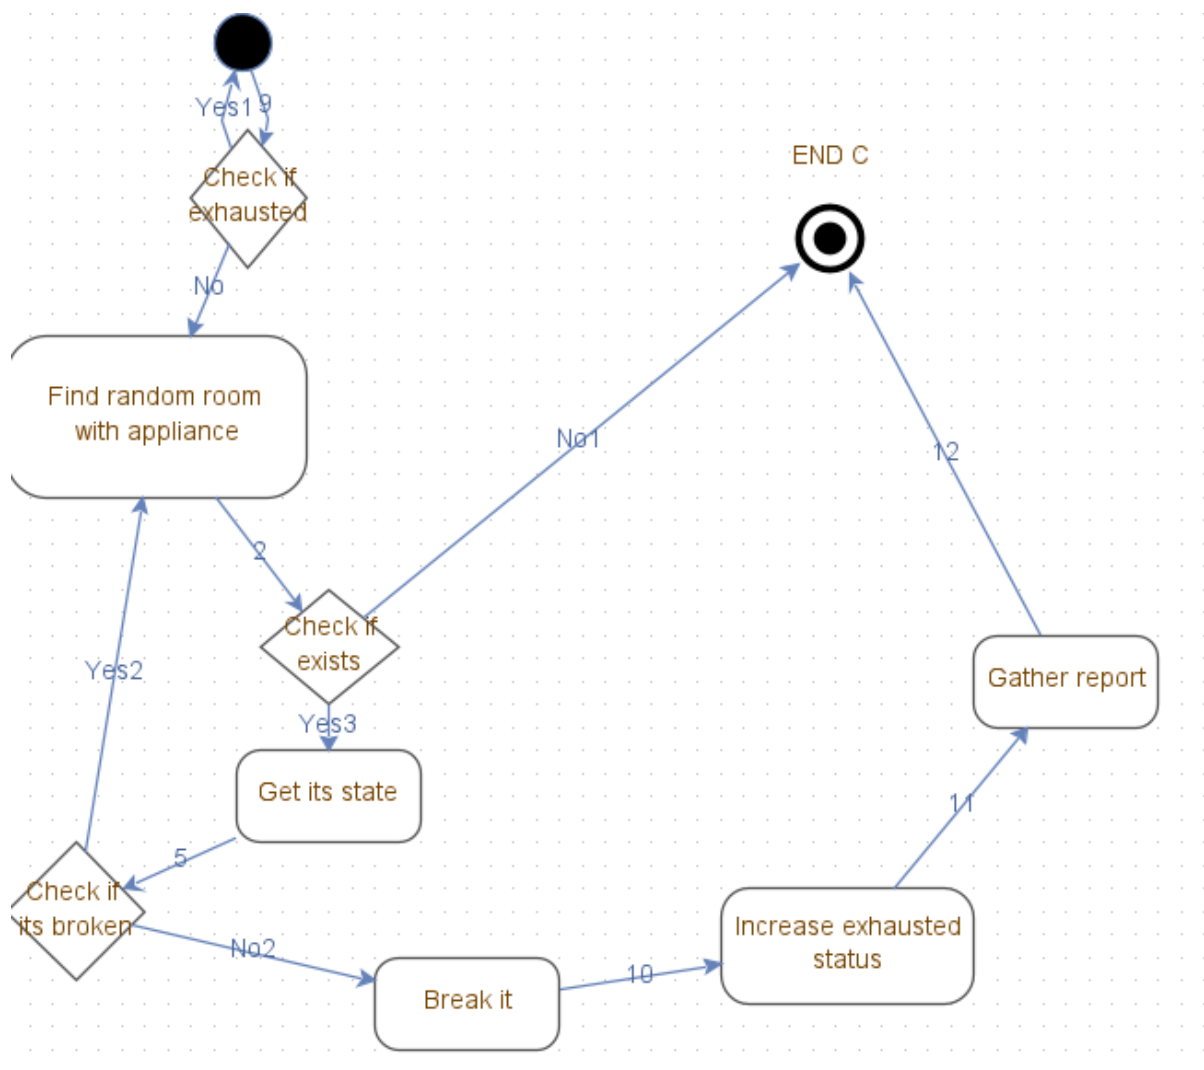 Yes1
9
END C
Check if
exhausted
No
Find random room
with appliance
No1
12
2
Check if
exists
Yes2
Gather report
Yes3
Get its state
11
5
Check if
its broken
Increase exhausted
status
No2
10
Break it